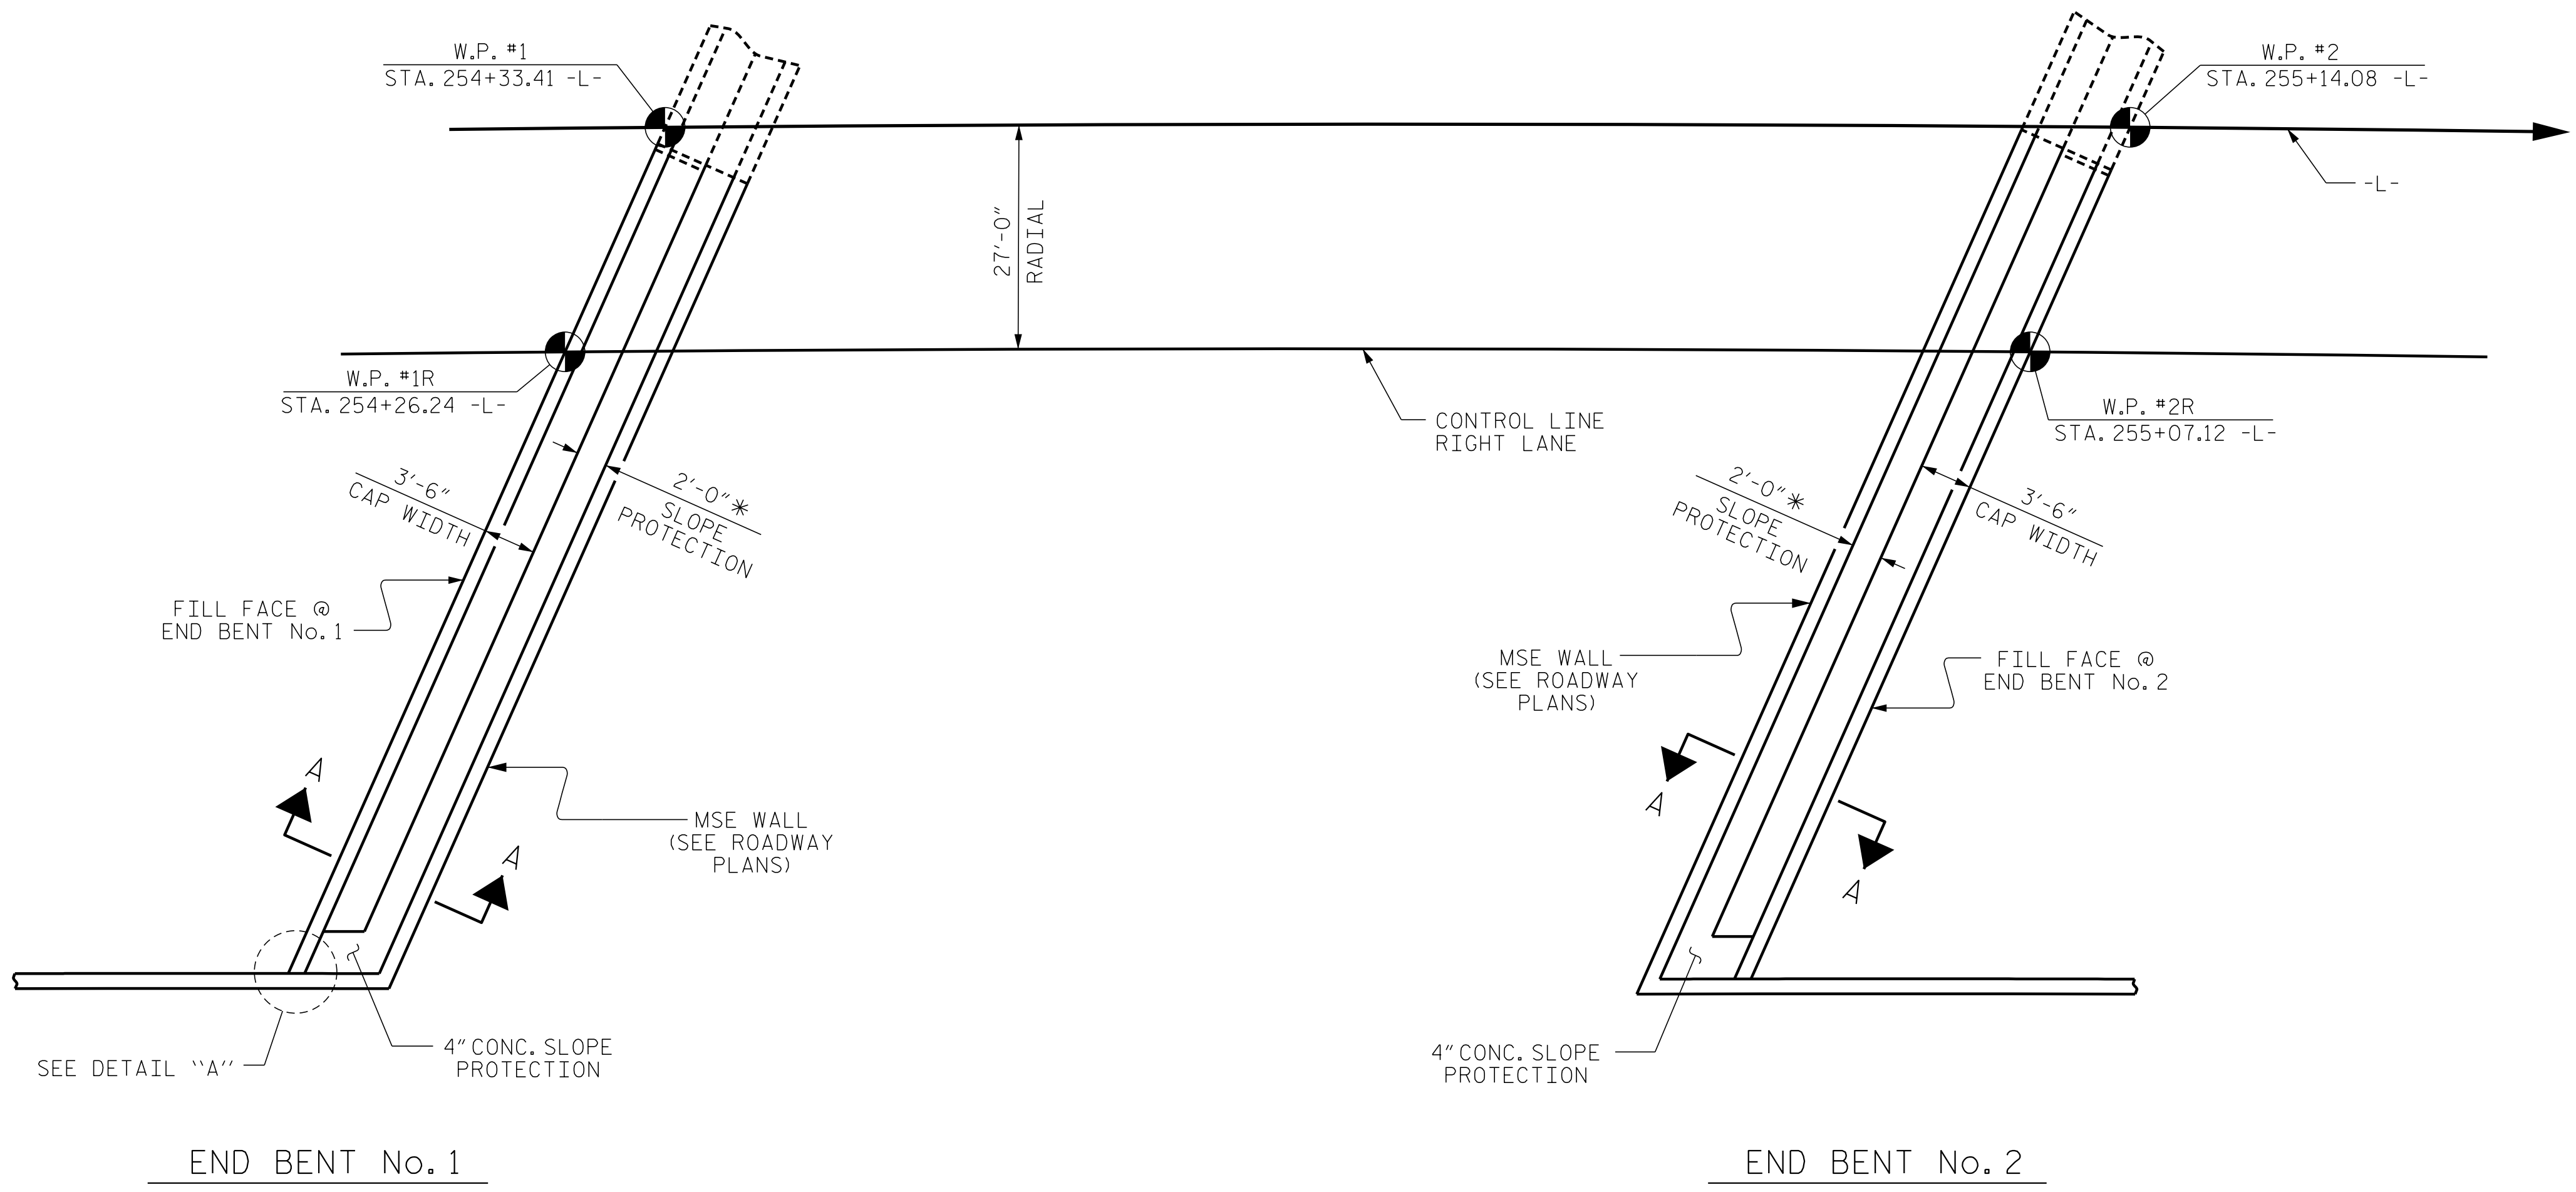 W.P. #1
STA. 254+33.41 -L-
W.P. #2
STA. 255+14.08 -L-
-L-
27'-0"
RADIAL
W.P. #1R
STA. 254+26.24 -L-
CONTROL LINE
RIGHT LANE
W.P. #2R
STA. 255+07.12 -L-
3'-6"
CAP WIDTH
2'-0"*
SLOPE
PROTECTION
2'-0"*
SLOPE
PROTECTION
3'-6"
CAP WIDTH
FILL FACE @
END BENT No. 1
MSE WALL
(SEE ROADWAY
PLANS)
FILL FACE @
END BENT No. 2
A
A
MSE WALL
(SEE ROADWAY
PLANS)
A
A
SEE DETAIL "A"
4" CONC. SLOPE
PROTECTION
4" CONC. SLOPE
PROTECTION
END BENT No. 1
END BENT No. 2